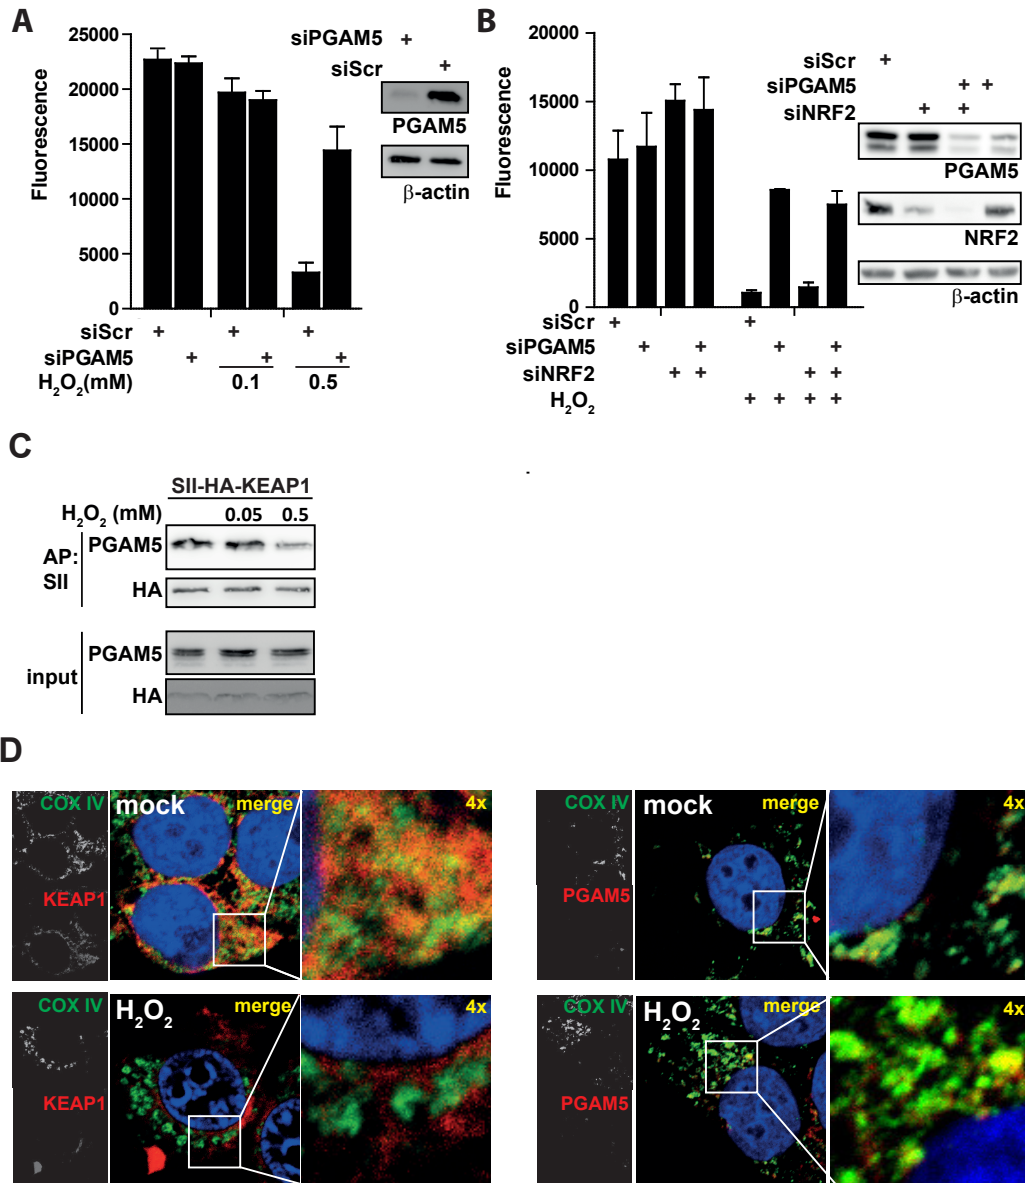 A
Fluorescence
25000
20000
15000
10000
5000
0
siScr + + +
siPGAM5 + + +
H2O2(mM) 0.1 0.5
siPGAM5 +
siScr +
PGAM5
β-actin
B
Fluorescence
20000
15000
10000
5000
0
siScr + +
siPGAM5 + + + +
siNRF2 + + + +
H2O2 + + + +
siScr +
siPGAM5 + +
siNRF2 + +
PGAM5
NRF2
β-actin
C
SII-HA-KEAP1
H2O2 (mM) 0.05 0.5
AP:
SII
PGAM5
HA
input
PGAM5
HA
D
COX IV
KEAP1
mock
merge
4x
COX IV
PGAM5
mock
merge
4x
COX IV
KEAP1
H2O2
merge
4x
COX IV
PGAM5
H2O2
merge
4x